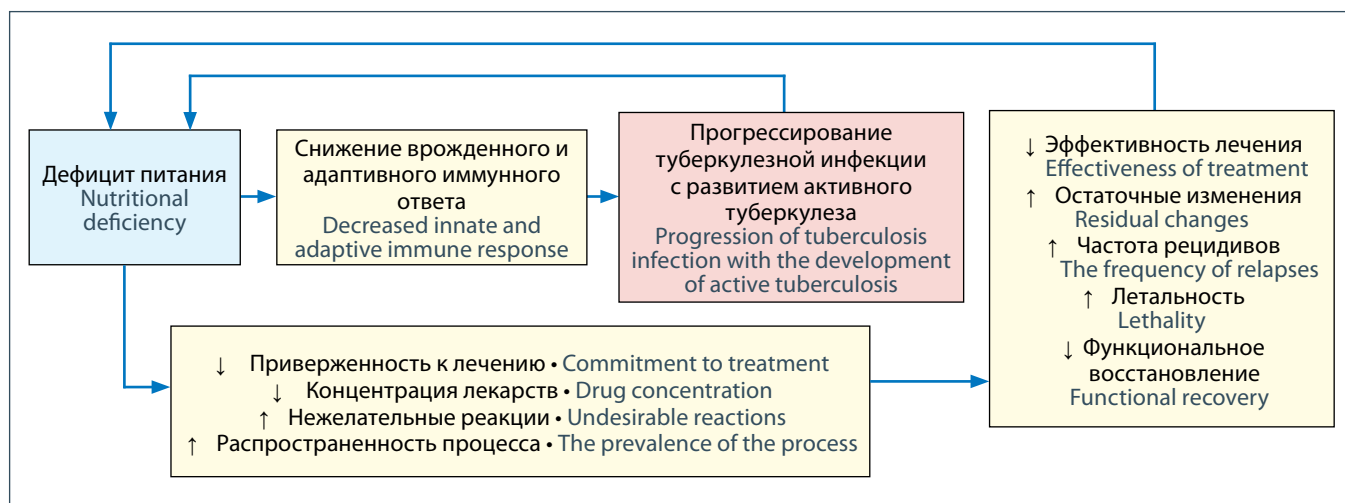 Дефицит питания
Nutritional
deficiency
Снижение врожденного и
адаптивного иммунного
ответа
Decreased innate and
adaptive immune response
Прогрессирование
туберкулезной инфекции
с развитием активного
туберкулеза
Progression of tuberculosis
infection with the development
of active tuberculosis
↓ Эффективность лечения
Effectiveness of treatment
↑ Остаточные изменения
Residual changes
↑ Частота рецидивов
The frequency of relapses
↑ Летальность
Lethality
↓ Функциональное
восстановление
Functional recovery
↓ Приверженность к лечению • Commitment to treatment
↓ Концентрация лекарств • Drug concentration
↑ Нежелательные реакции • Undesirable reactions
↑ Распространенность процесса • The prevalence of the process